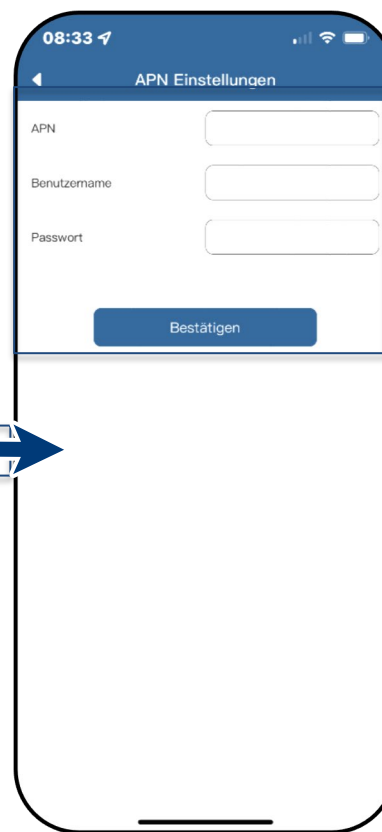 08:33
APN Einstellungen
APN
Benutzername
Passwort
Bestätigen